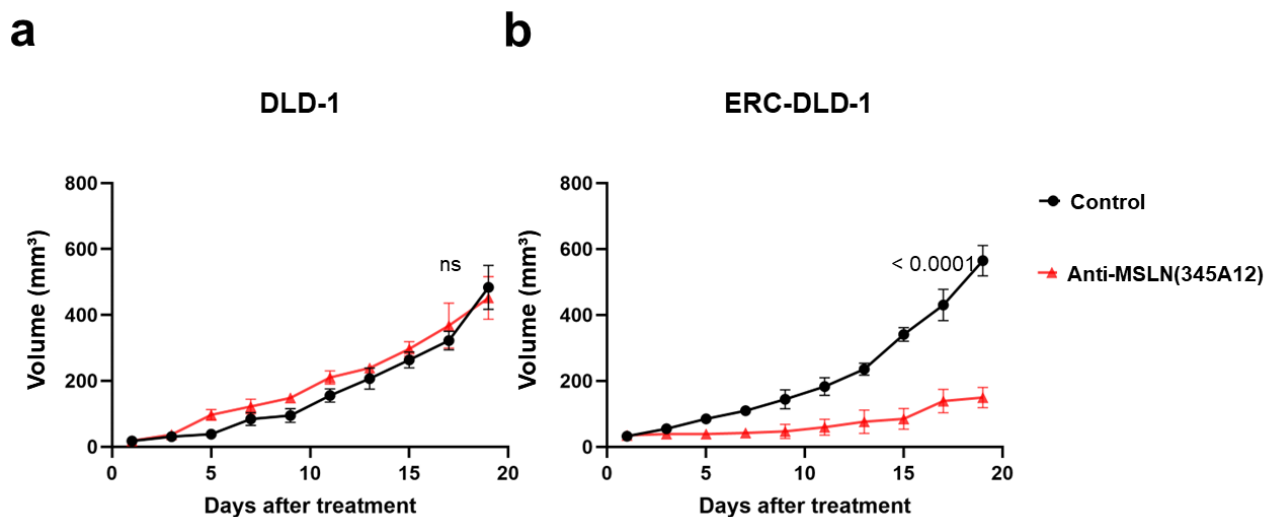 a
b
DLD-1
ERC-DLD-1
Volume (mm³)
800
600
400
200
0
ns
0
5
10
15
20
Days after treatment
Volume (mm³)
800
600
400
200
0
< 0.0001
0
5
10
15
20
Days after treatment
Control
Anti-MSLN(345A12)